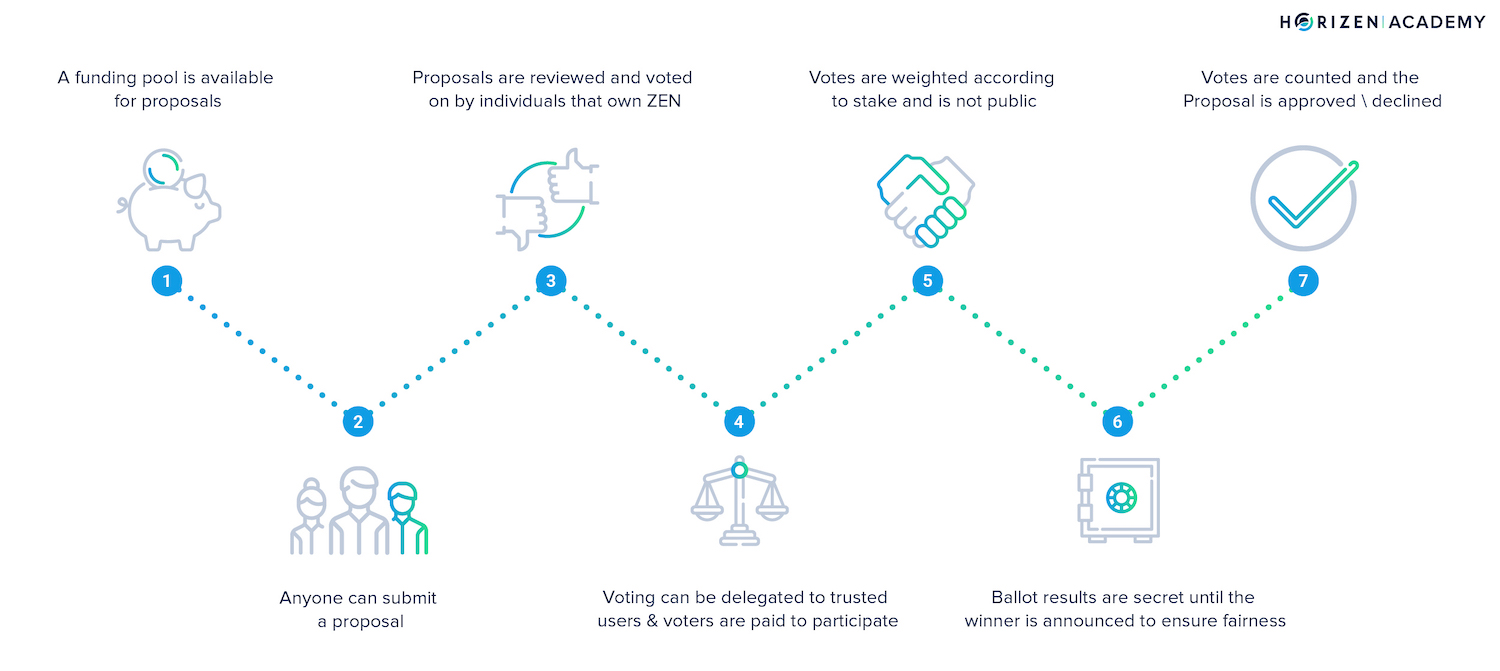 HORIZEN | ACADEMY
A funding pool is available
for proposals
1
Anyone can submit
a proposal
2
Proposals are reviewed and voted
on by individuals that own ZEN
3
Voting can be delegated to trusted
users & voters are paid to participate
4
Votes are weighted according
to stake and is not public
5
Ballot results are secret until the
winner is announced to ensure fairness
6
Votes are counted and the
Proposal is approved \ declined
7